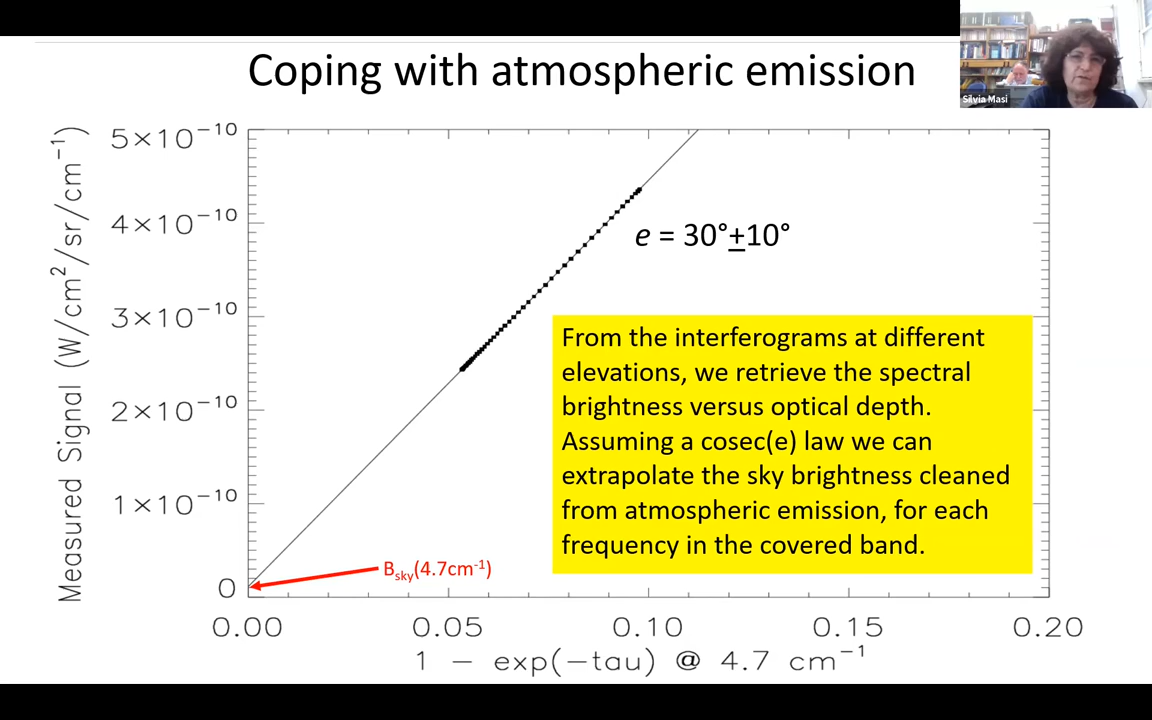 Coping with atmospheric emission
Silvia Masi
Measured Signal (W/cm²/sr/cm⁻¹)
5×10⁻¹⁰
4×10⁻¹⁰
3×10⁻¹⁰
2×10⁻¹⁰
1×10⁻¹⁰
0
e = 30°±10°
From the interferograms at different
elevations, we retrieve the spectral
brightness versus optical depth.
Assuming a cosec(e) law we can
extrapolate the sky brightness cleaned
from atmospheric emission, for each
frequency in the covered band.
Bsky(4.7cm⁻¹)
0.00 0.05 0.10 0.15 0.20
1 − exp(−tau) @ 4.7 cm⁻¹